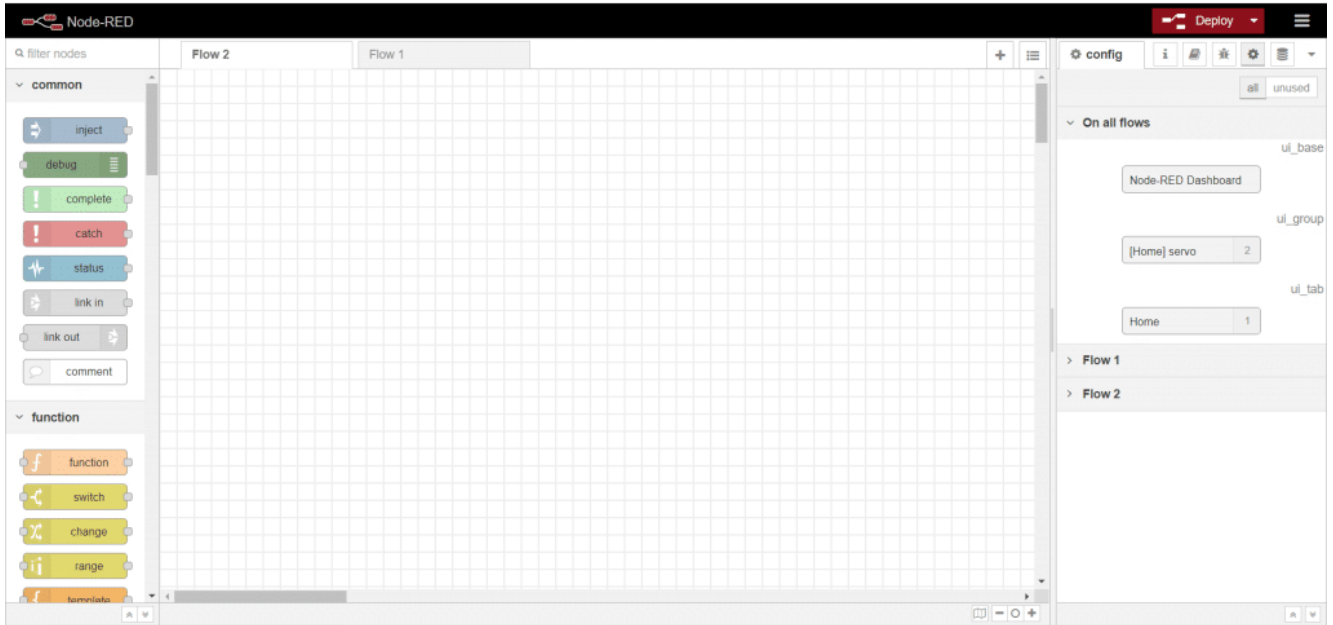 Node-RED
Deploy
filter nodes
Flow 2
Flow 1
config
i
all
unused
common
inject
debug
complete
catch
status
link in
link out
comment
function
function
switch
change
range
template
On all flows
ui_base
Node-RED Dashboard
ui_group
[Home] servo
2
ui_tab
Home
1
Flow 1
Flow 2